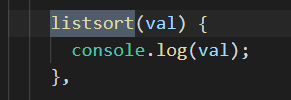 listsort(val) {
console.log(val);
},